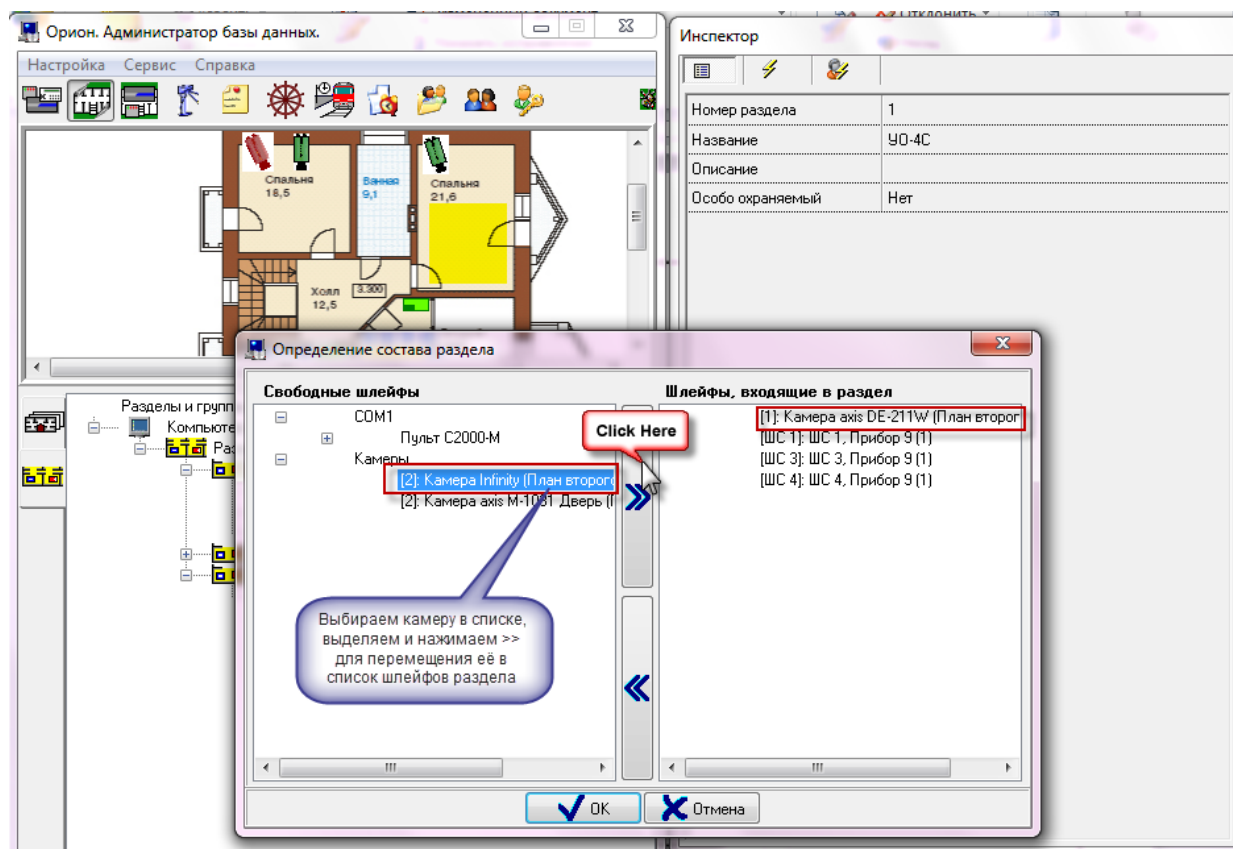 Отклонить
Орион. Администратор базы данных.
Настройка Сервис Справка
Спальня
18,5
Ванная
9,1
Спальня
21,6
Холл
12,5
3.300
Инспектор
Номер раздела 1
Название УО-4С
Описание
Особо охраняемый Нет
Разделы и групп
Компьюте
Раз
Определение состава раздела
Свободные шлейфы
COM1
Пульт С2000-М
Камеры
[2]: Камера Infinity (План второго
[2]: Камера axis M-1031 Дверь (П
Click Here
Выбираем камеру в списке,
выделяем и нажимаем >>
для перемещения её в
список шлейфов раздела
Шлейфы, входящие в раздел
[1]: Камера axis DE-211W (План второг
[ШС 1]: ШС 1, Прибор 9 (1)
[ШС 3]: ШС 3, Прибор 9 (1)
[ШС 4]: ШС 4, Прибор 9 (1)
OK
Отмена